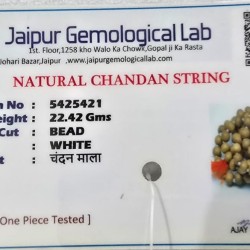 Jaipur Gemological Lab
1st. Floor,1258 kho Walo Ka Chowk,Gopal ji Ka Rasta
Johari Bazar,Jaipur ,www.jaipurgemologicallab.com
NATURAL CHANDAN STRING
n No : 5425421
eight : 22.42 Gms
Cut : BEAD
: WHITE
: चंदन माला
One Piece Tested ]
AJAY